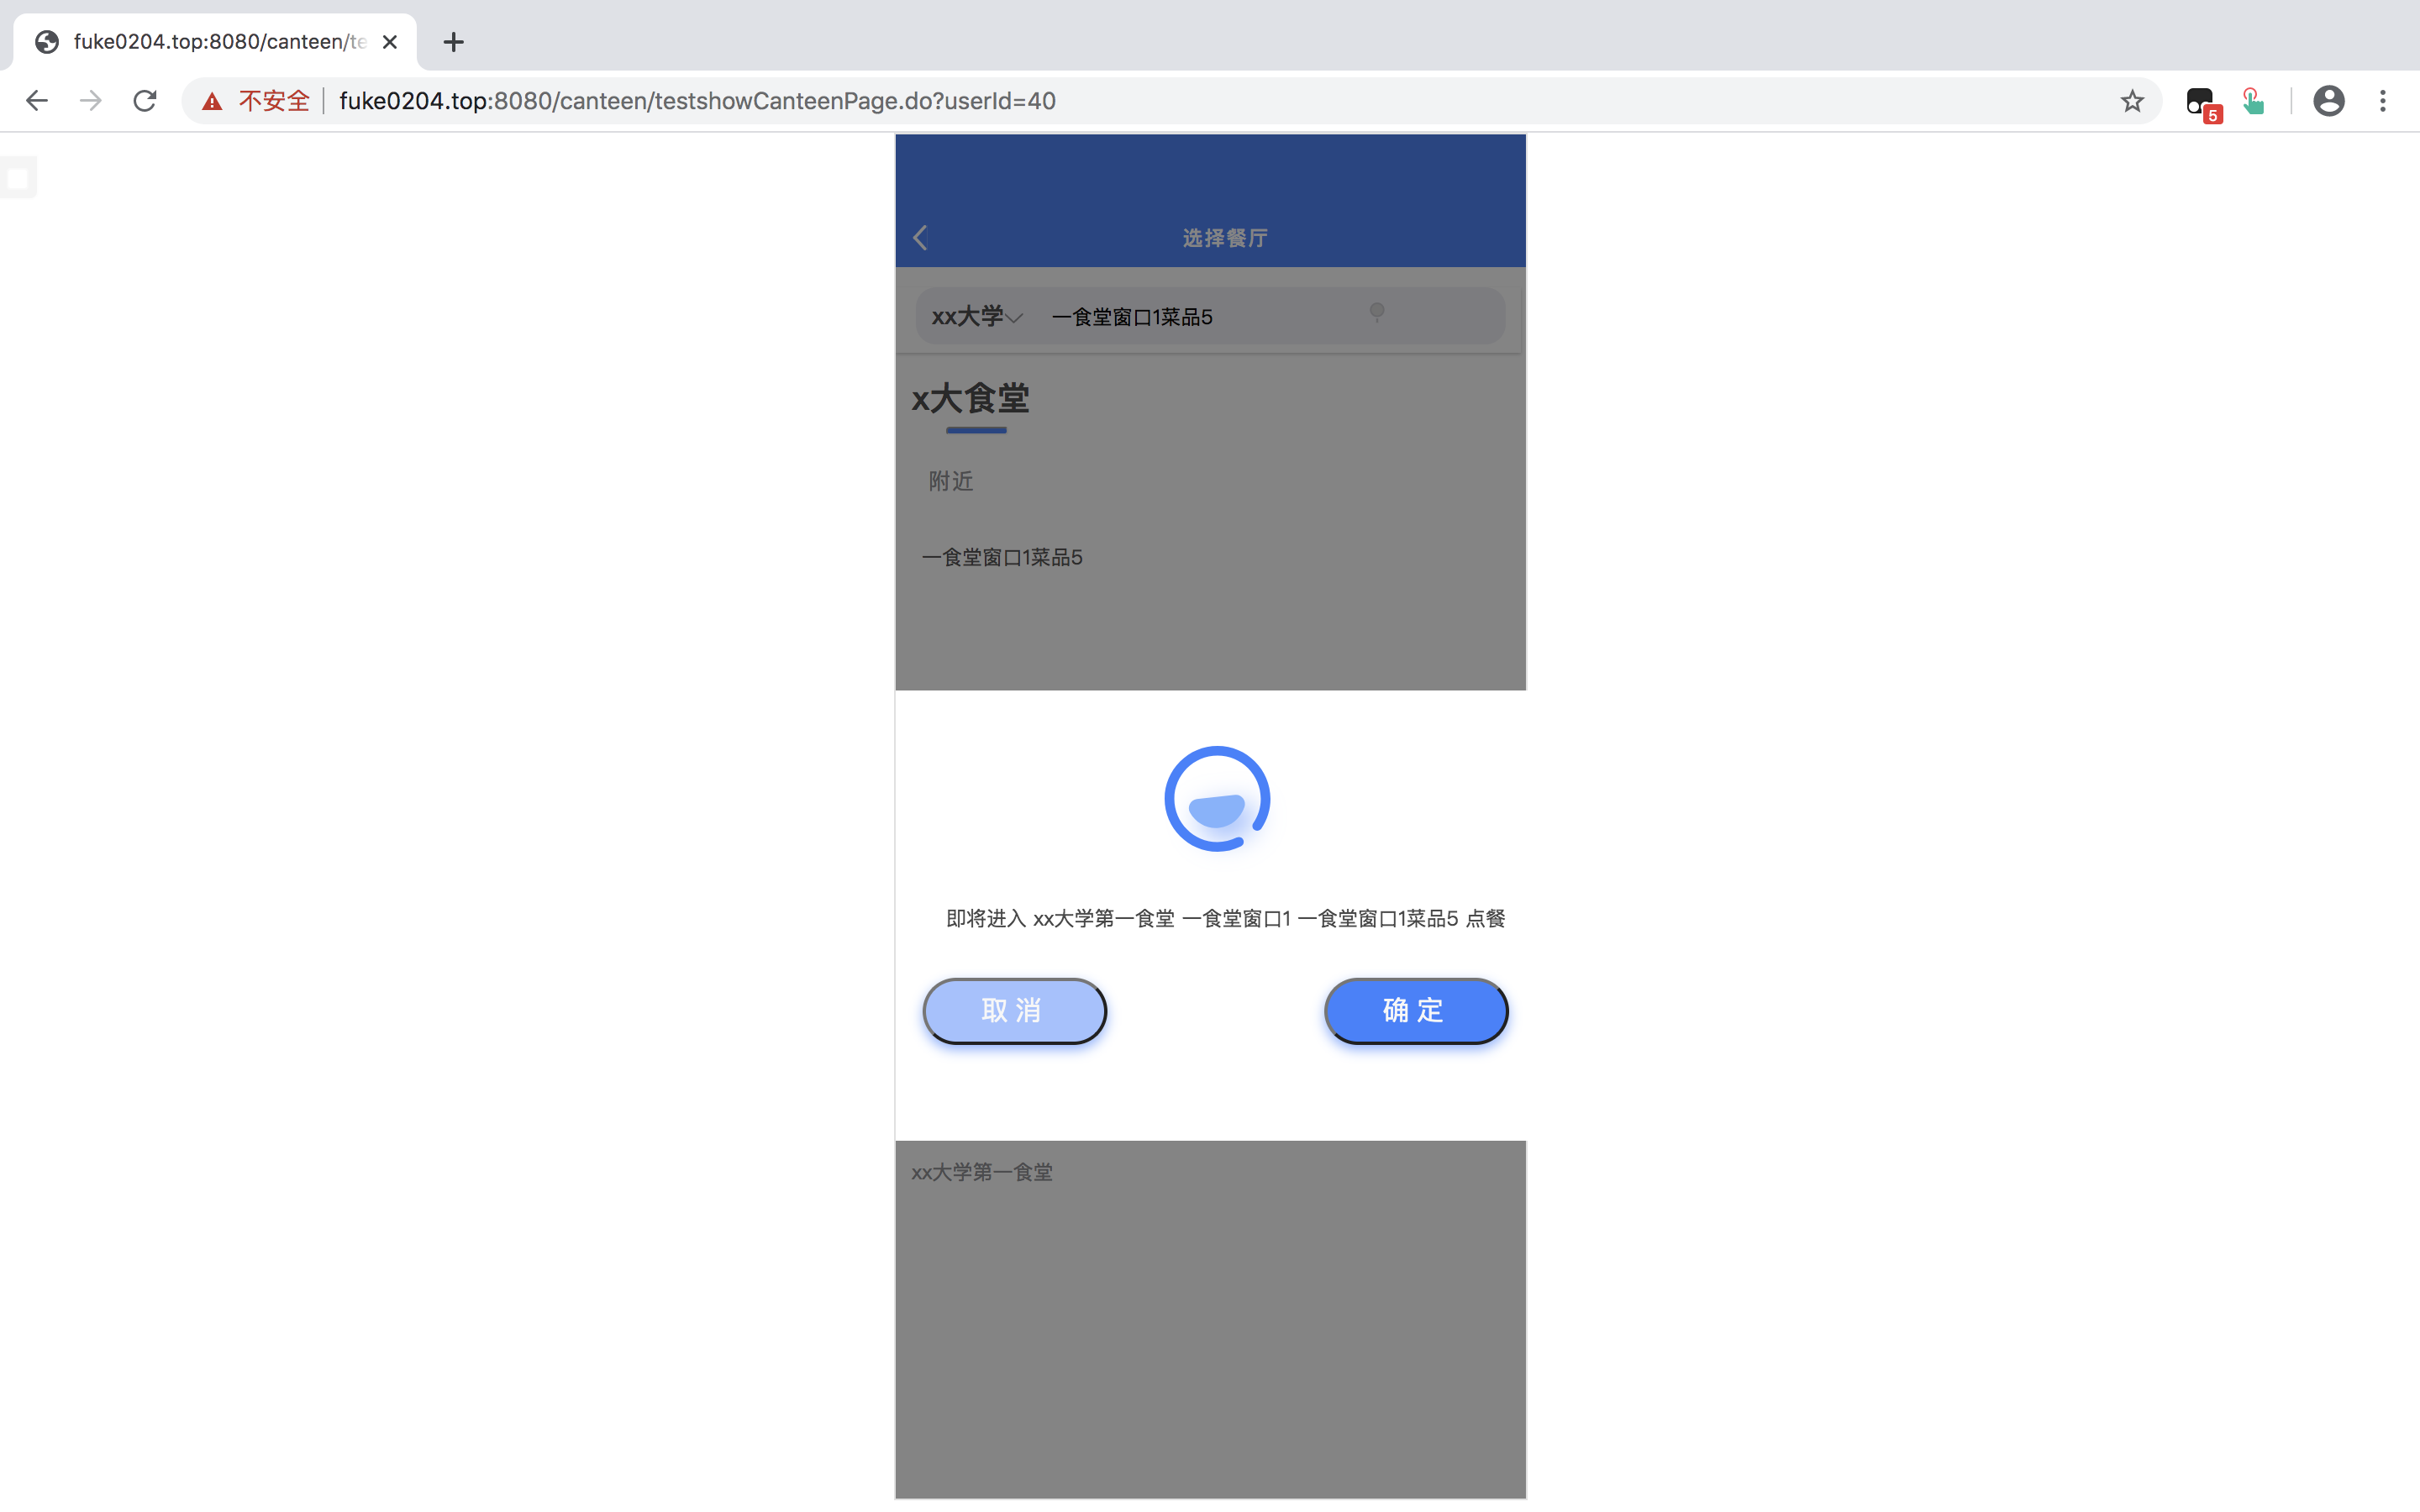 fuke0204.top:8080/canteen/te
不安全 fuke0204.top:8080/canteen/testshowCanteenPage.do?userId=40
5
选择餐厅
xx大学 一食堂窗口1菜品5
x大食堂
附近
一食堂窗口1菜品5
即将进入 xx大学第一食堂 一食堂窗口1 一食堂窗口1菜品5 点餐
取 消 确 定
xx大学第一食堂